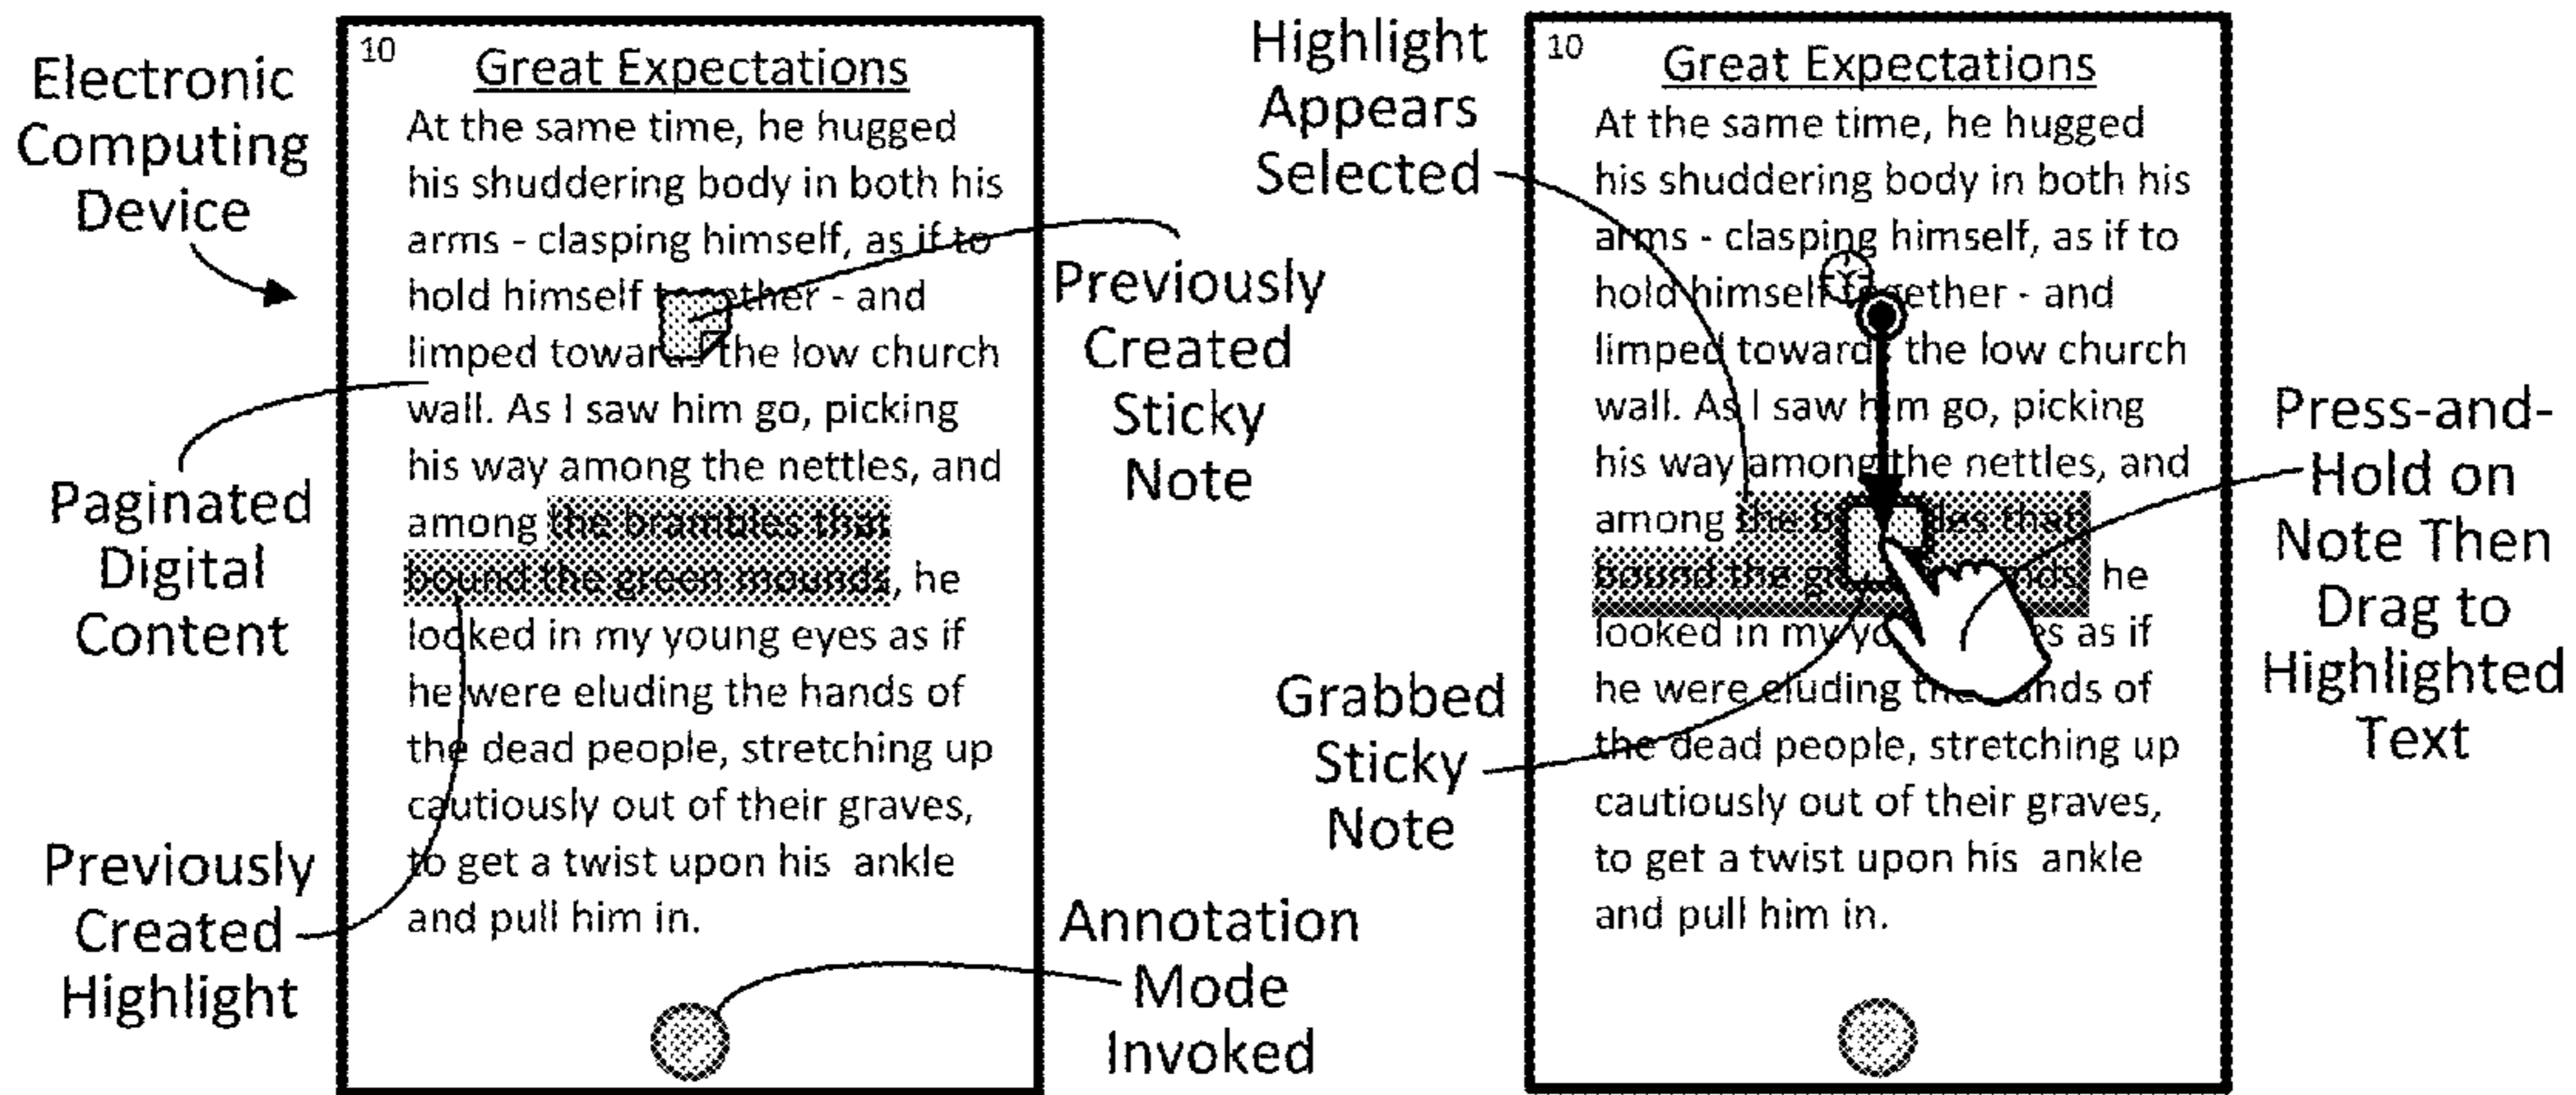 Electronic
Computing
Device
Paginated
Digital
Content
Previously
Created
Highlight
10
Great Expectations
At the same time, he hugged
his shuddering body in both his
arms - clasping himself, as if to
hold himself together - and
limped towards the low church
wall. As I saw him go, picking
his way among the nettles, and
among the brambles that
bound the green mounds, he
looked in my young eyes as if
he were eluding the hands of
the dead people, stretching up
cautiously out of their graves,
to get a twist upon his ankle
and pull him in.
Previously
Created
Sticky
Note
Annotation
Mode
Invoked
Highlight
Appears
Selected
Grabbed
Sticky
Note
10
Great Expectations
At the same time, he hugged
his shuddering body in both his
arms - clasping himself, as if to
hold himself together - and
limped towards the low church
wall. As I saw him go, picking
his way among the nettles, and
among the that
bound the he
looked in my as if
he were eluding the hands of
the dead people, stretching up
cautiously out of their graves,
to get a twist upon his ankle
and pull him in.
Press-and-
Hold on
Note Then
Drag to
Highlighted
Text